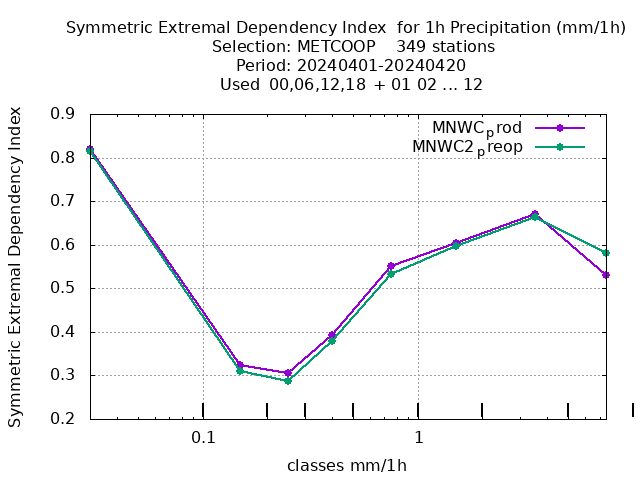 Symmetric Extremal Dependency Index  for 1h Precipitation (mm/1h)
Selection: METCOOP    349 stations
Period: 20240401-20240420
Used 00,06,12,18 + 01 02 ... 12
Symmetric Extremal Dependency Index
0.9
0.8
0.7
0.6
0.5
0.4
0.3
0.2
MNWCprod
MNWC2preop
0.1
1
classes mm/1h